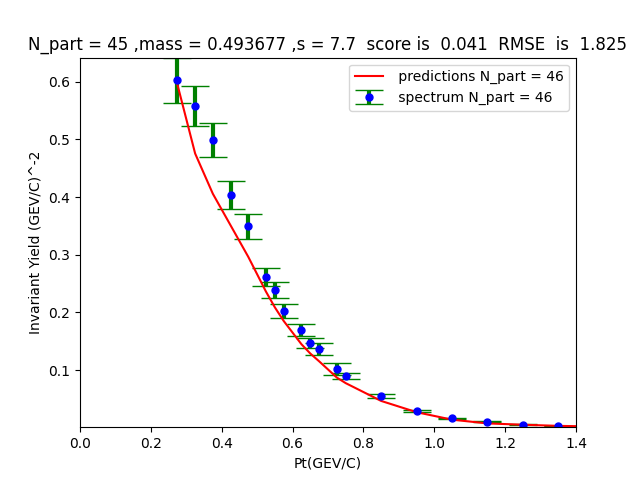 N_part = 45 ,mass = 0.493677 ,s = 7.7  score is  0.041  RMSE  is  1.825
predictions N_part = 46
spectrum N_part = 46
Invariant Yield (GEV/C)^-2
0.6
0.5
0.4
0.3
0.2
0.1
0.0 0.2 0.4 0.6 0.8 1.0 1.2 1.4
Pt(GEV/C)